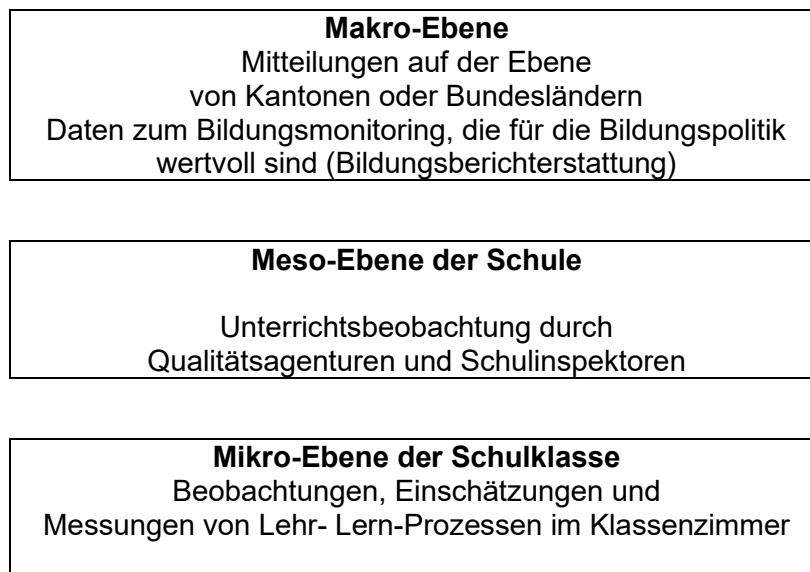 Makro-Ebene
Mitteilungen auf der Ebene
von Kantonen oder Bundesländern
Daten zum Bildungsmonitoring, die für die Bildungspolitik
wertvoll sind (Bildungsberichterstattung)
Meso-Ebene der Schule
Unterrichtsbeobachtung durch
Qualitätsagenturen und Schulinspektoren
Mikro-Ebene der Schulklasse
Beobachtungen, Einschätzungen und
Messungen von Lehr- Lern-Prozessen im Klassenzimmer